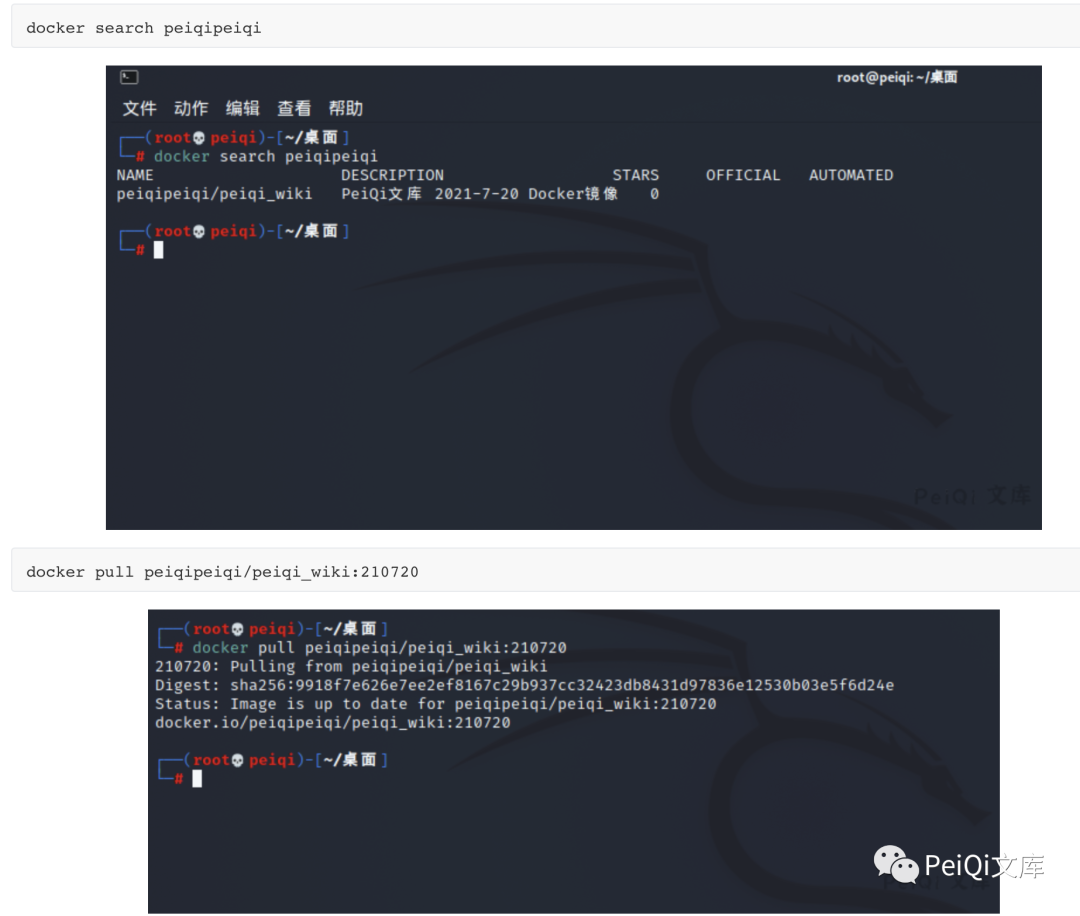 docker search peiqipeiqi
root@peiqi: ~/桌面
文件 动作 编辑 查看 帮助
(root💀peiqi)-[~/桌面]
# docker search peiqipeiqi
NAME DESCRIPTION STARS OFFICIAL AUTOMATED
peiqipeiqi/peiqi_wiki PeiQi文库 2021-7-20 Docker镜像 0
(root💀peiqi)-[~/桌面]
#
PeiQi 文库
docker pull peiqipeiqi/peiqi_wiki:210720
(root💀peiqi)-[~/桌面]
# docker pull peiqipeiqi/peiqi_wiki:210720
210720: Pulling from peiqipeiqi/peiqi_wiki
Digest: sha256:9918f7e626e7ee2ef8167c29b937cc32423db8431d97836e12530b03e5f6d24e
Status: Image is up to date for peiqipeiqi/peiqi_wiki:210720
docker.io/peiqipeiqi/peiqi_wiki:210720
(root💀peiqi)-[~/桌面]
#
PeiQi文库
PeiQi 文库